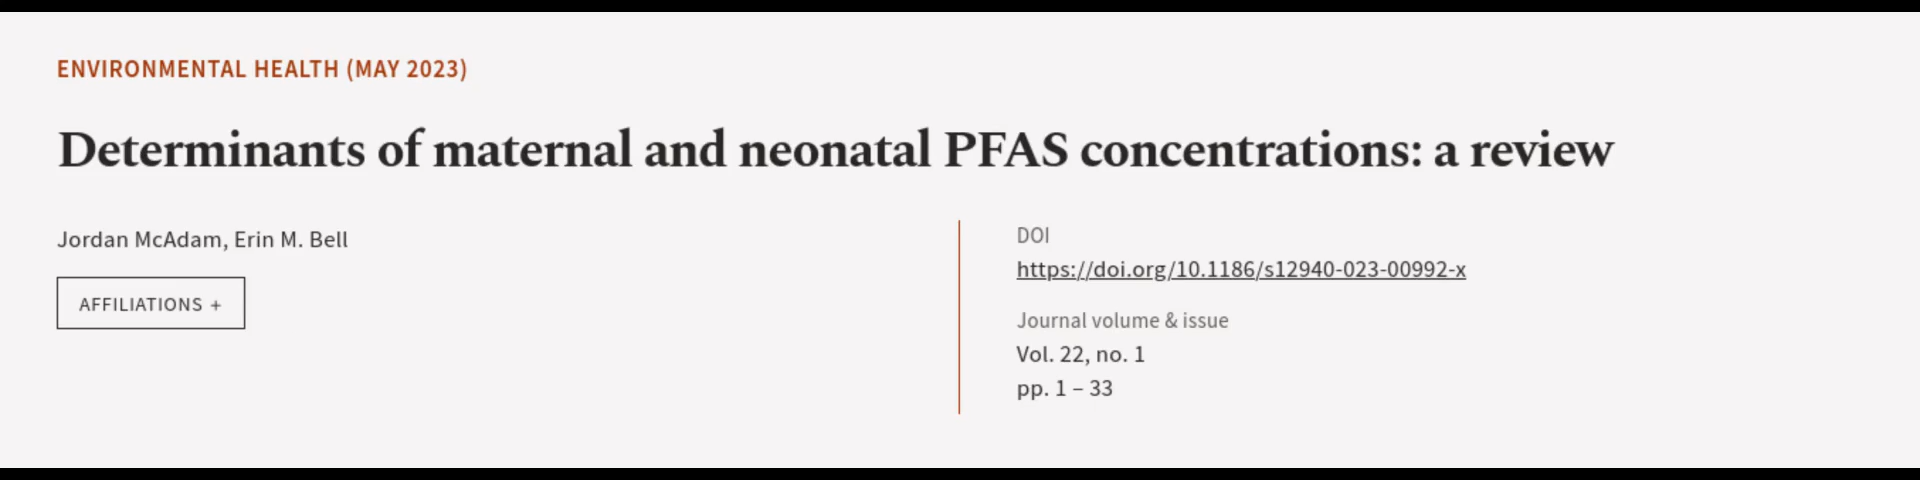 ENVIRONMENTAL HEALTH (MAY 2023)
Determinants of maternal and neonatal PFAS concentrations: a review
Jordan McAdam, Erin M. Bell
AFFILIATIONS +
DOI
https://doi.org/10.1186/s12940-023-00992-x
Journal volume & issue
Vol. 22, no. 1
pp. 1 – 33